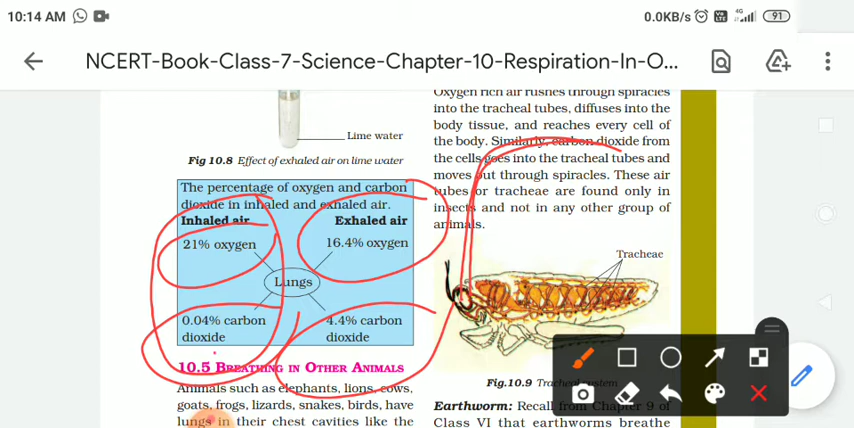 10:14 AM
0.0KB/s
4G
91
NCERT-Book-Class-7-Science-Chapter-10-Respiration-In-O...
Lime water
Fig 10.8 Effect of exhaled air on lime water
The percentage of oxygen and carbon
dioxide in inhaled and exhaled air.
Inhaled air Exhaled air
21% oxygen 16.4% oxygen
Lungs
0.04% carbon 4.4% carbon
dioxide dioxide
10.5 BREATHING IN OTHER ANIMALS
Animals such as elephants, lions, cows,
goats, frogs, lizards, snakes, birds, have
lungs in their chest cavities like the
Oxygen rich air rushes through spiracles
into the tracheal tubes, diffuses into the
body tissue, and reaches every cell of
the body. Similarly, carbon dioxide from
the cells goes into the tracheal tubes and
moves out through spiracles. These air
tubes or tracheae are found only in
insects and not in any other group of
animals.
Tracheae
Fig.10.9 Tracheal system
Earthworm: Recall from Chapter 9 of
Class VI that earthworms breathe